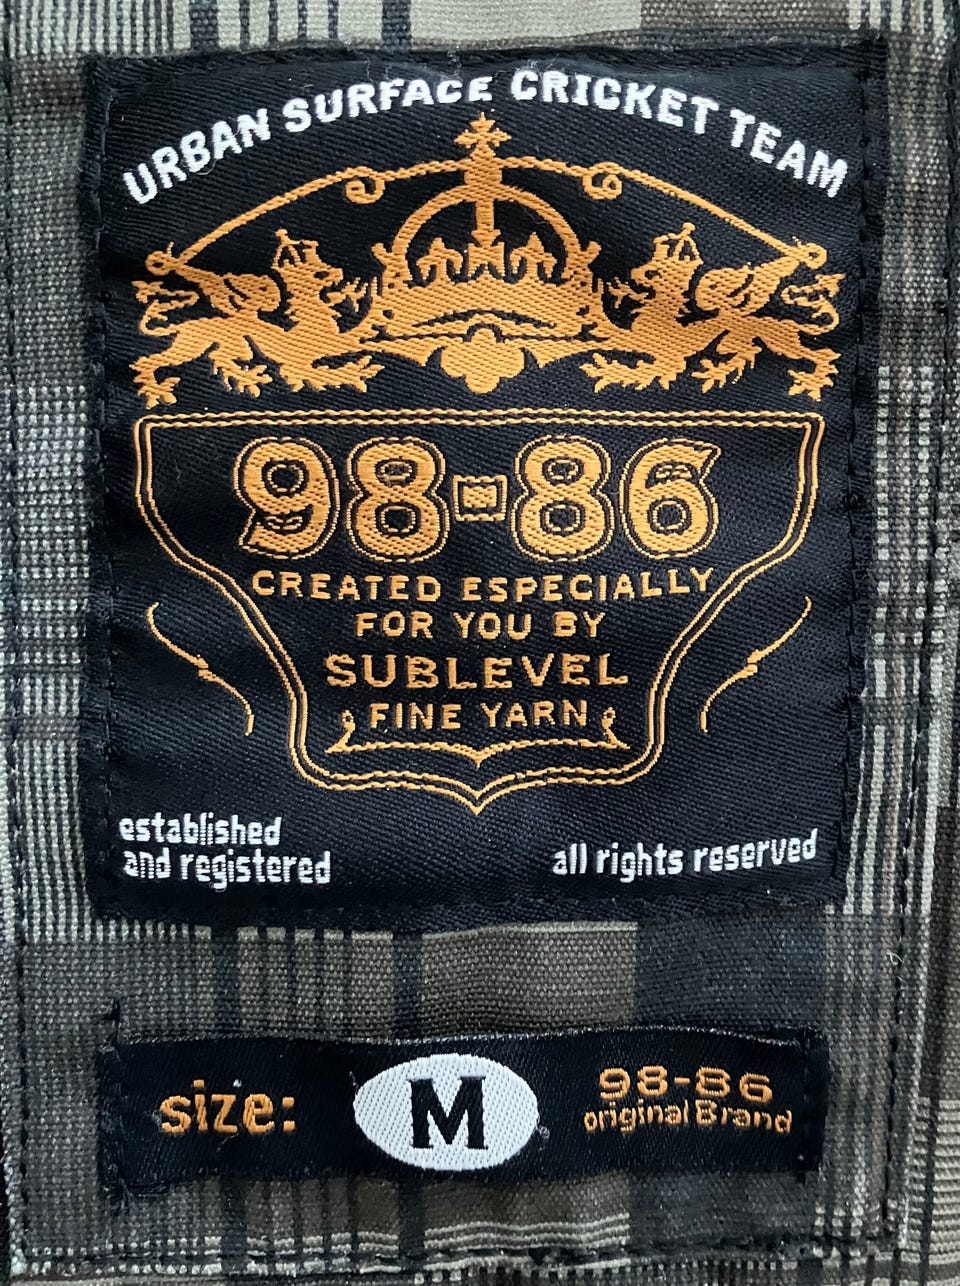 URBAN SURFACE CRICKET TEAM
98-86
CREATED ESPECIALLY
FOR YOU BY
SUBLEVEL
FINE YARN
established
and registered
all rights reserved
size:
M
98-86
original Brand